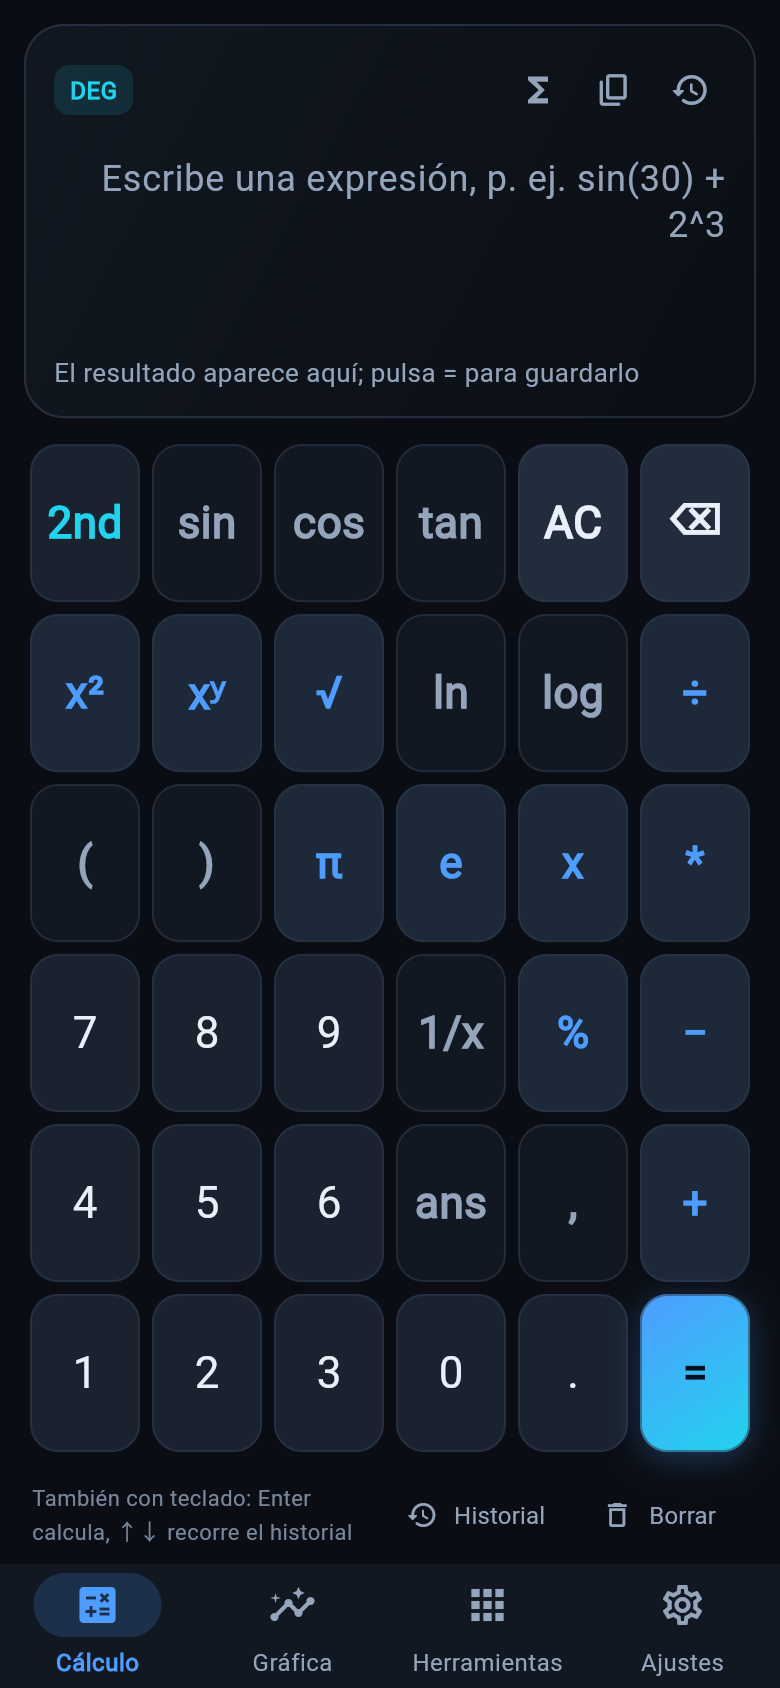 DEG
Escribe una expresión, p. ej. sin(30) +
2^3
El resultado aparece aquí; pulsa = para guardarlo
2nd sin cos tan AC
x² xʸ √ ln log ÷
( ) π e x *
7 8 9 1/x % −
4 5 6 ans , +
1 2 3 0 . =
También con teclado: Enter
calcula, ↑ ↓ recorre el historial
Historial Borrar
Cálculo Gráfica Herramientas Ajustes